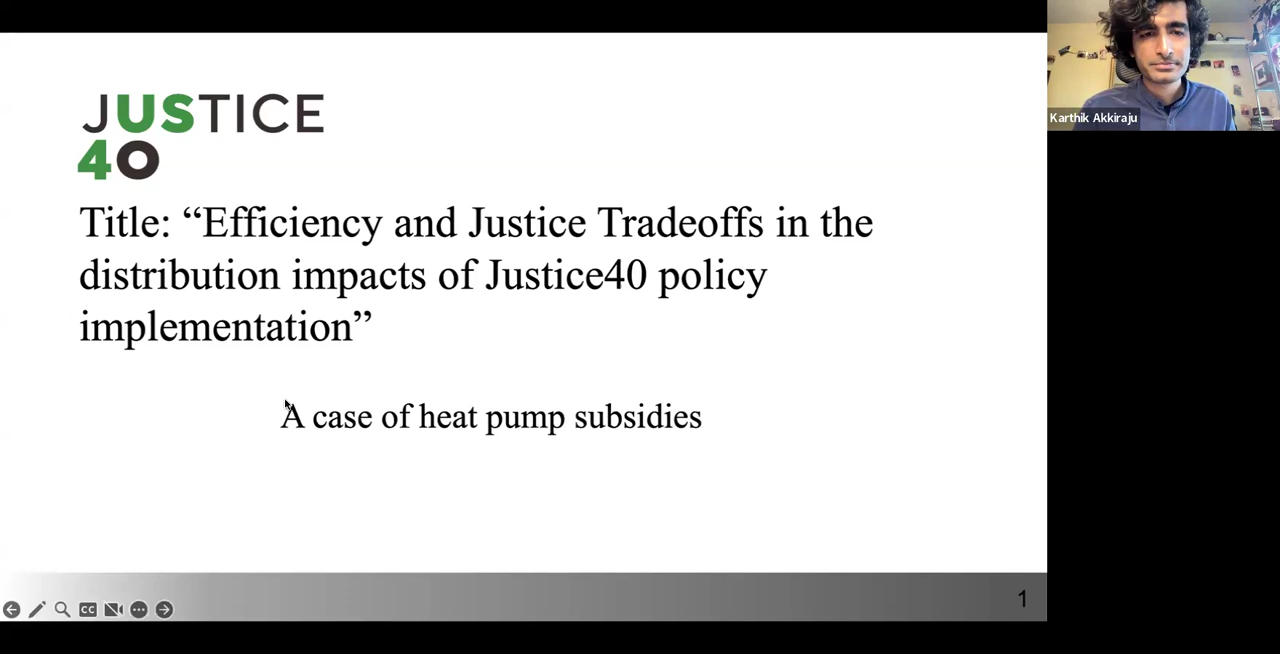 JUSTICE
40
Title: “Efficiency and Justice Tradeoffs in the
distribution impacts of Justice40 policy
implementation”
A case of heat pump subsidies
Karthik Akkiraju
CC
1